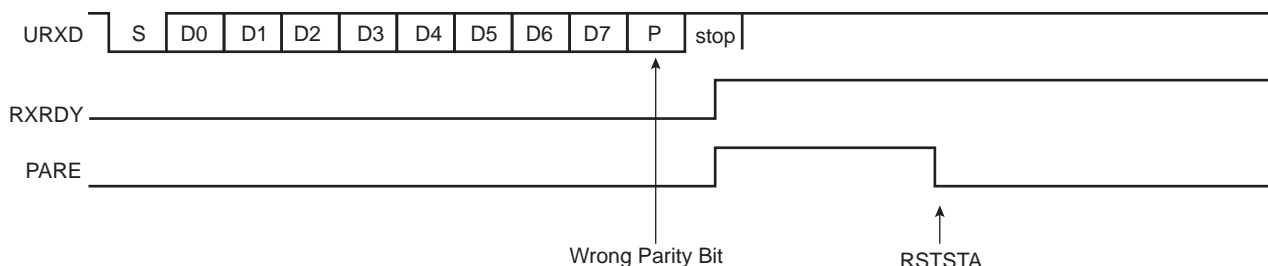 URXD S D0 D1 D2 D3 D4 D5 D6 D7 P stop
RXRDY
PARE
Wrong Parity Bit RSTSTA